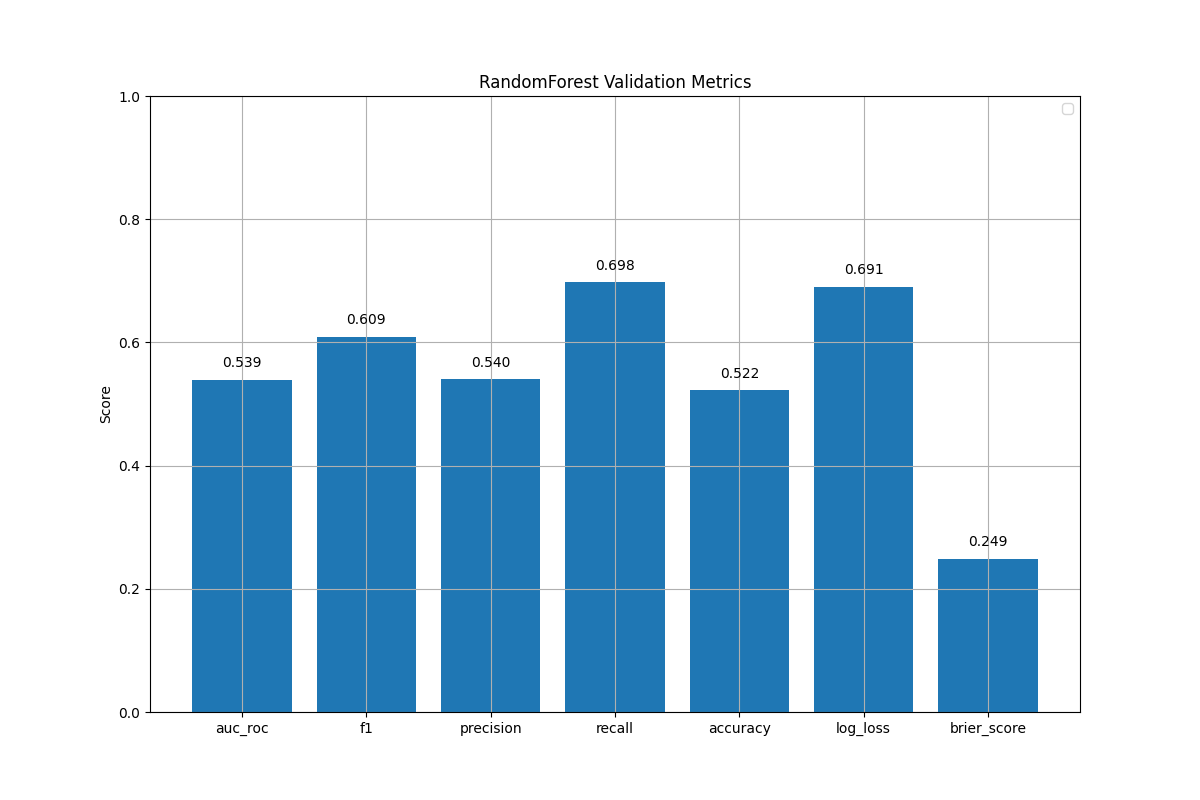 RandomForest Validation Metrics
1.0
0.8
0.6
0.4
0.2
0.0
Score
0.539
0.609
0.540
0.698
0.522
0.691
0.249
auc_roc
f1
precision
recall
accuracy
log_loss
brier_score